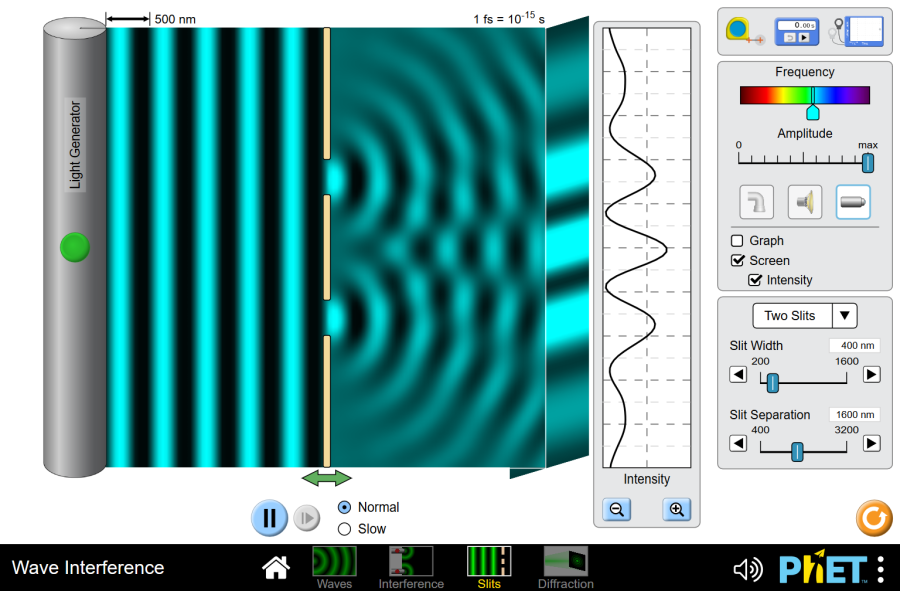 500 nm
1 fs = 10⁻¹⁵ s
Light Generator
0.00 s
Frequency
Amplitude
0 max
Graph
Screen
Intensity
Two Slits
Slit Width 400 nm
200 1600
Slit Separation 1600 nm
400 3200
Intensity
Normal
Slow
Wave Interference
Waves
Interference
Slits
Diffraction
PhET